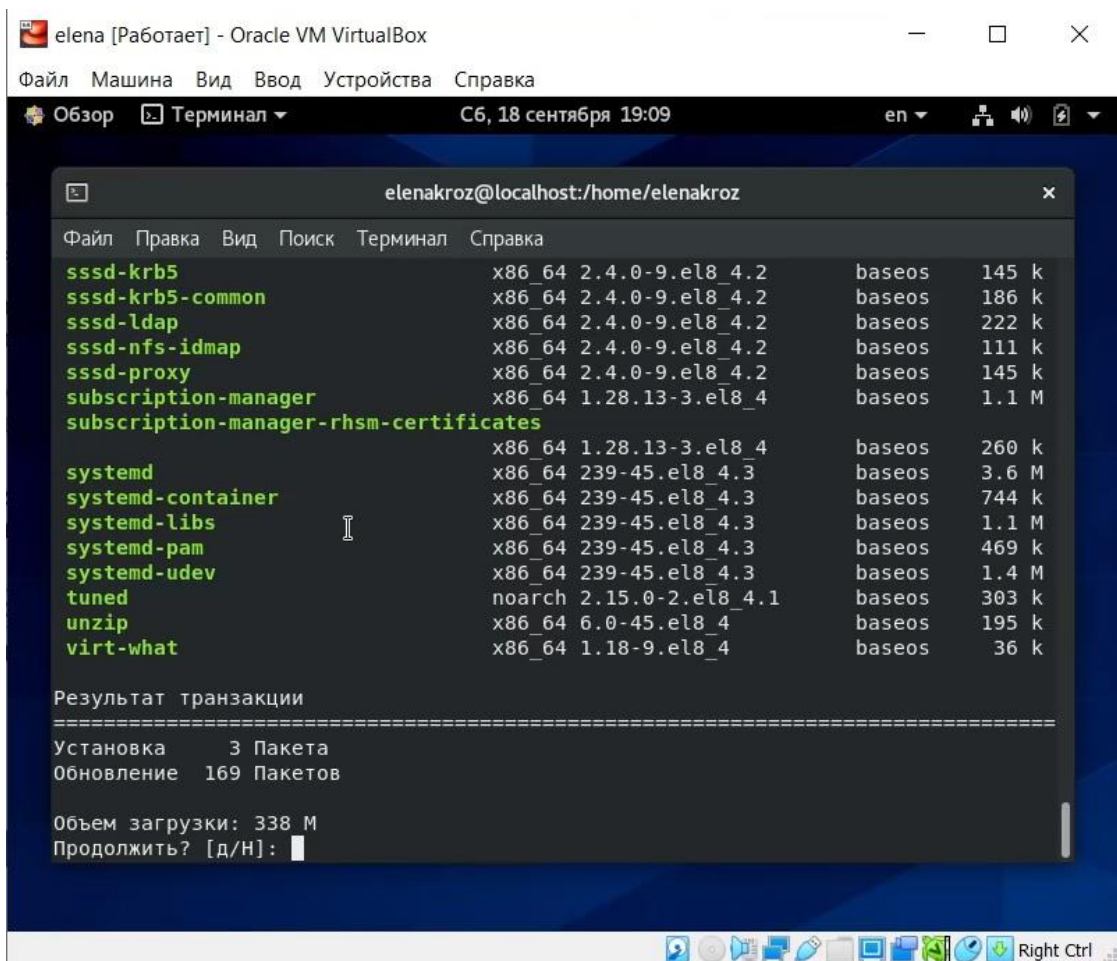 elena [Работает] - Oracle VM VirtualBox
Файл Машина Вид Ввод Устройства Справка
Обзор Терминал Сб, 18 сентября 19:09 en
elenakroz@localhost:/home/elenakroz
Файл Правка Вид Поиск Терминал Справка
sssd-krb5 x86_64 2.4.0-9.el8_4.2 baseos 145 k
sssd-krb5-common x86_64 2.4.0-9.el8_4.2 baseos 186 k
sssd-ldap x86_64 2.4.0-9.el8_4.2 baseos 222 k
sssd-nfs-idmap x86_64 2.4.0-9.el8_4.2 baseos 111 k
sssd-proxy x86_64 2.4.0-9.el8_4.2 baseos 145 k
subscription-manager x86_64 1.28.13-3.el8_4 baseos 1.1 M
subscription-manager-rhsm-certificates
x86_64 1.28.13-3.el8_4 baseos 260 k
systemd x86_64 239-45.el8_4.3 baseos 3.6 M
systemd-container x86_64 239-45.el8_4.3 baseos 744 k
systemd-libs x86_64 239-45.el8_4.3 baseos 1.1 M
systemd-pam x86_64 239-45.el8_4.3 baseos 469 k
systemd-udev x86_64 239-45.el8_4.3 baseos 1.4 M
tuned noarch 2.15.0-2.el8_4.1 baseos 303 k
unzip x86_64 6.0-45.el8_4 baseos 195 k
virt-what x86_64 1.18-9.el8_4 baseos 36 k
Результат транзакции
================================================================================
Установка 3 Пакета
Обновление 169 Пакетов
Объем загрузки: 338 M
Продолжить? [д/Н]:
Right Ctrl